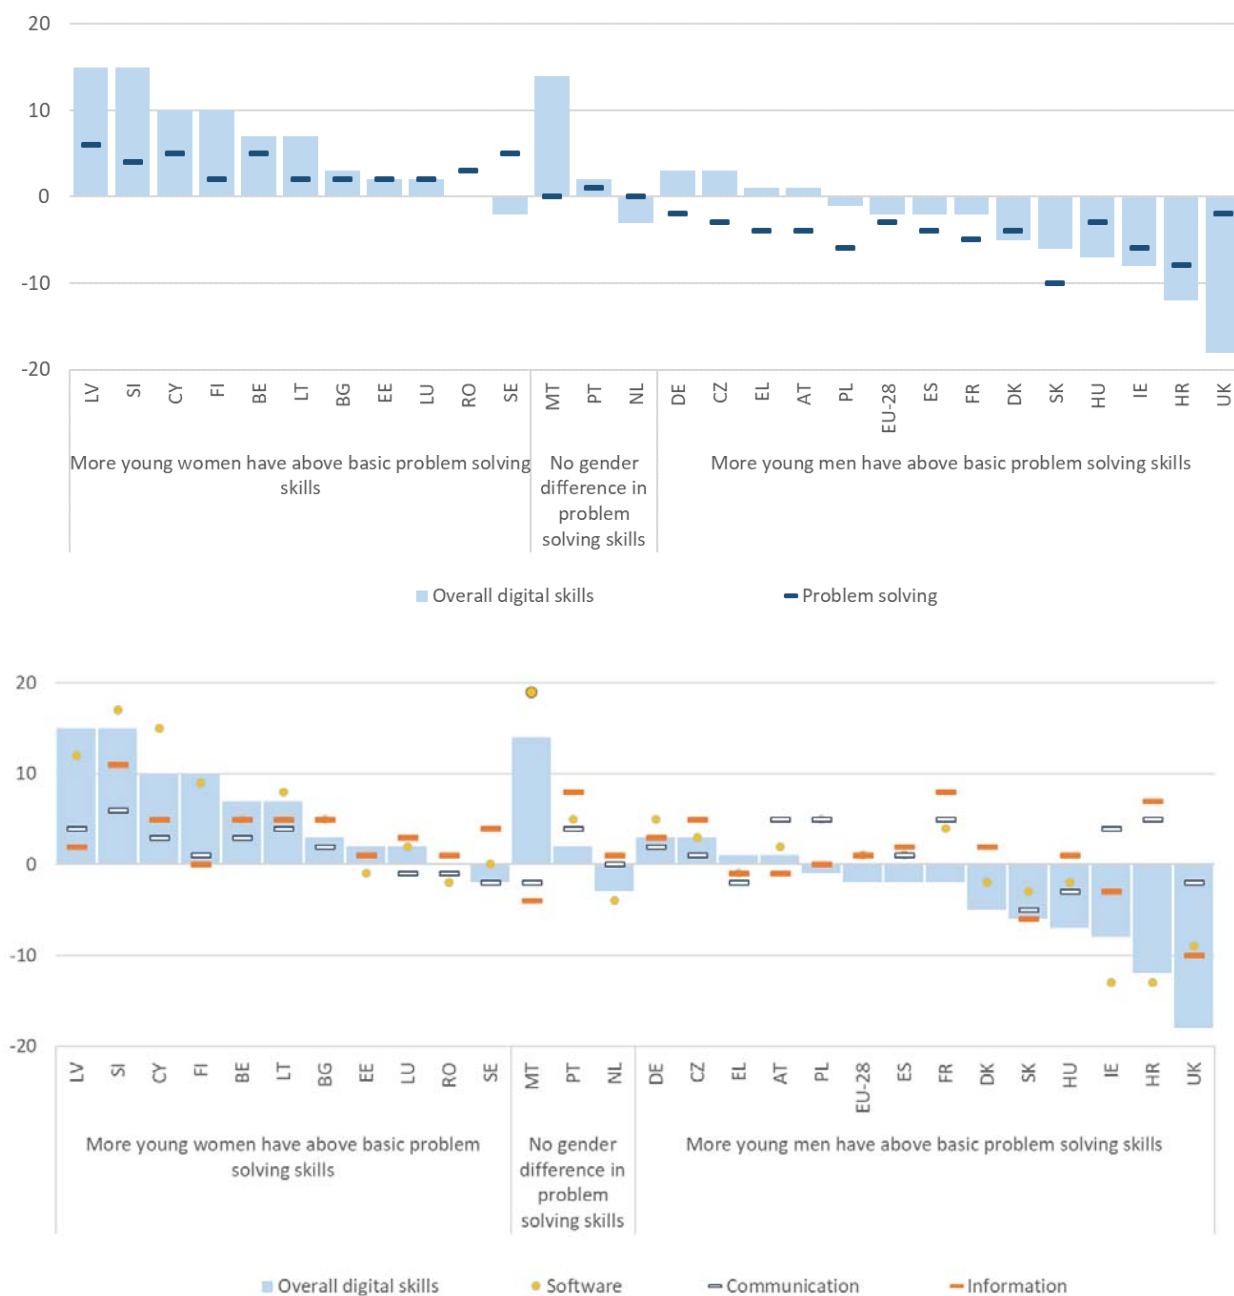 20
10
0
-10
-20
LV SI CY FI BE LT BG EE LU RO SE MT PT NL DE CZ EL AT PL EU-28 ES FR DK SK HU IE HR UK
More young women have above basic problem solving
skills
No gender
difference in
problem
solving skills
More young men have above basic problem solving skills
Overall digital skills Problem solving
20
10
0
-10
-20
LV SI CY FI BE LT BG EE LU RO SE MT PT NL DE CZ EL AT PL EU-28 ES FR DK SK HU IE HR UK
More young women have above basic problem
solving skills
No gender
difference in
problem
solving skills
More young men have above basic problem solving skills
Overall digital skills Software Communication Information